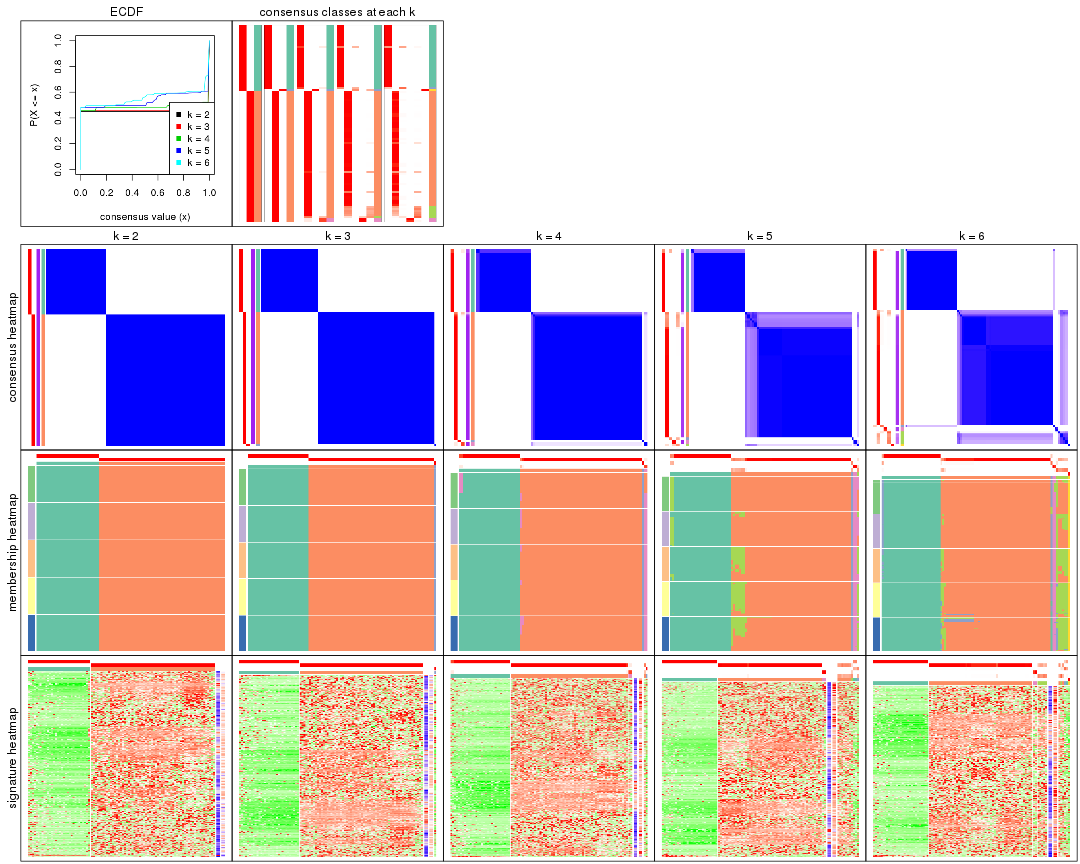 ECDF
consensus classes at each k
P(X <= x)
0.0 0.2 0.4 0.6 0.8 1.0
k = 2
k = 3
k = 4
k = 5
k = 6
0.0 0.2 0.4 0.6 0.8 1.0
consensus value (x)
k = 2 k = 3 k = 4 k = 5 k = 6
consensus heatmap
membership heatmap
signature heatmap